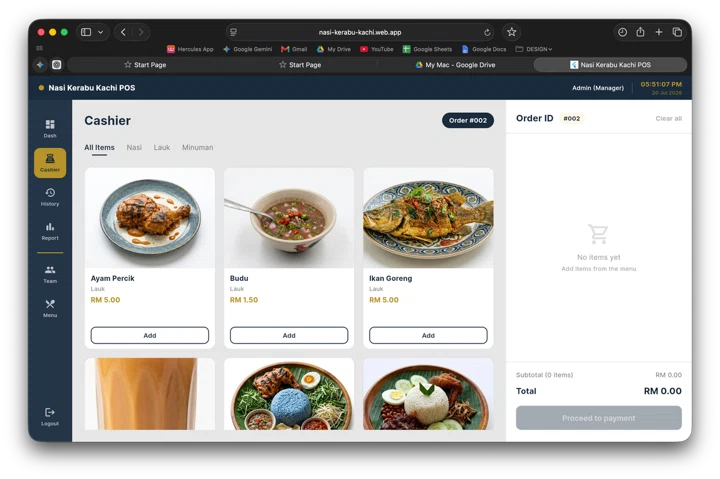 nasi-kerabu-kachi.web.app
Hercules App
Google Gemini
Gmail
My Drive
YouTube
Google Sheets
Google Docs
DESIGN
Start Page
Start Page
My Mac - Google Drive
Nasi Kerabu Kachi POS
Nasi Kerabu Kachi POS
Admin (Manager)
05:51:07 PM
20 Jul 2026
Dash
Cashier
History
Report
Team
Menu
Logout
Cashier
Order #002
All Items
Nasi
Lauk
Minuman
Ayam Percik
Lauk
RM 5.00
Add
Budu
Lauk
RM 1.50
Add
Ikan Goreng
Lauk
RM 5.00
Add
Order ID
#002
Clear all
No items yet
Add items from the menu
Subtotal (0 items)
RM 0.00
Total
RM 0.00
Proceed to payment